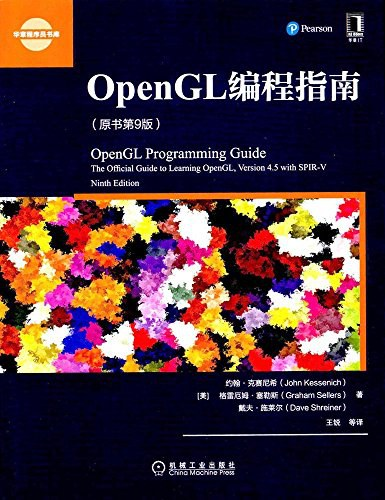 华章程序员书库
Pearson
华章IT
OpenGL编程指南
（原书第9版）
OpenGL Programming Guide
The Official Guide to Learning OpenGL, Version 4.5 with SPIR-V
Ninth Edition
约翰·克赛尼希（John Kessenich）
[美] 格雷厄姆·塞勒斯（Graham Sellers） 著
戴夫·施莱尔（Dave Shreiner）
王锐 等译
机械工业出版社
China Machine Press